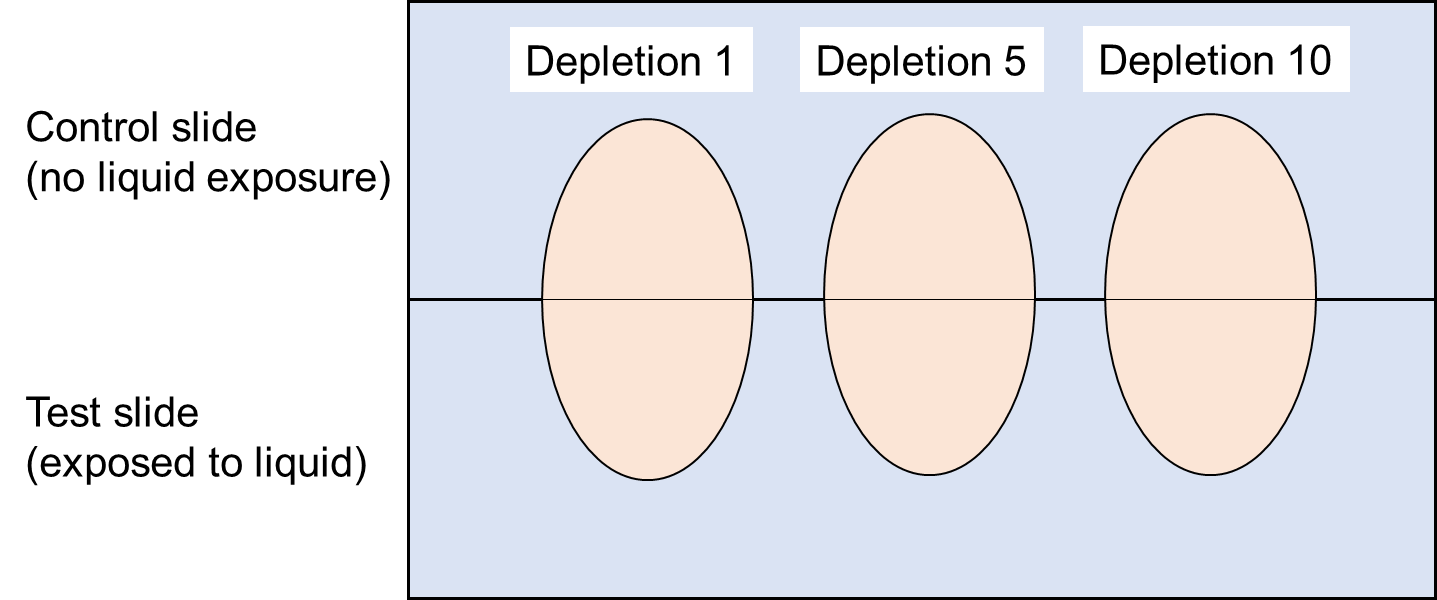 Depletion 1
Depletion 5
Depletion 10
Control slide
(no liquid exposure)
Test slide
(exposed to liquid)